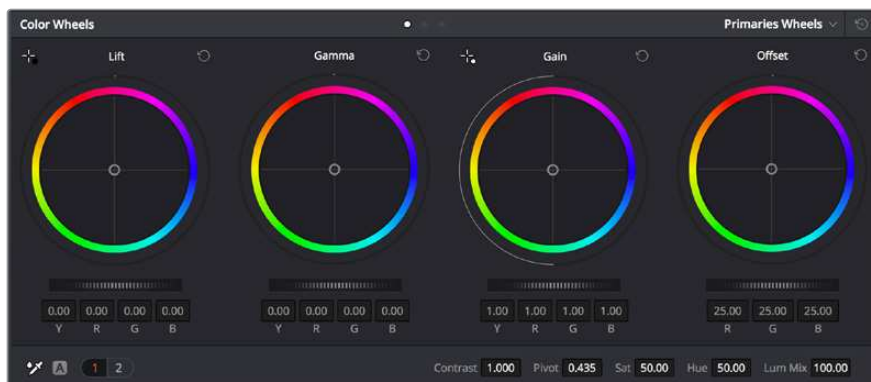 Color Wheels Primaries Wheels
Lift Gamma Gain Offset
0.00 0.00 0.00 0.00 0.00 0.00 0.00 0.00 1.00 1.00 1.00 1.00 25.00 25.00 25.00
Y R G B Y R G B Y R G B R G B
A 1 2 Contrast 1.000 Pivot 0.435 Sat 50.00 Hue 50.00 Lum Mix 100.00